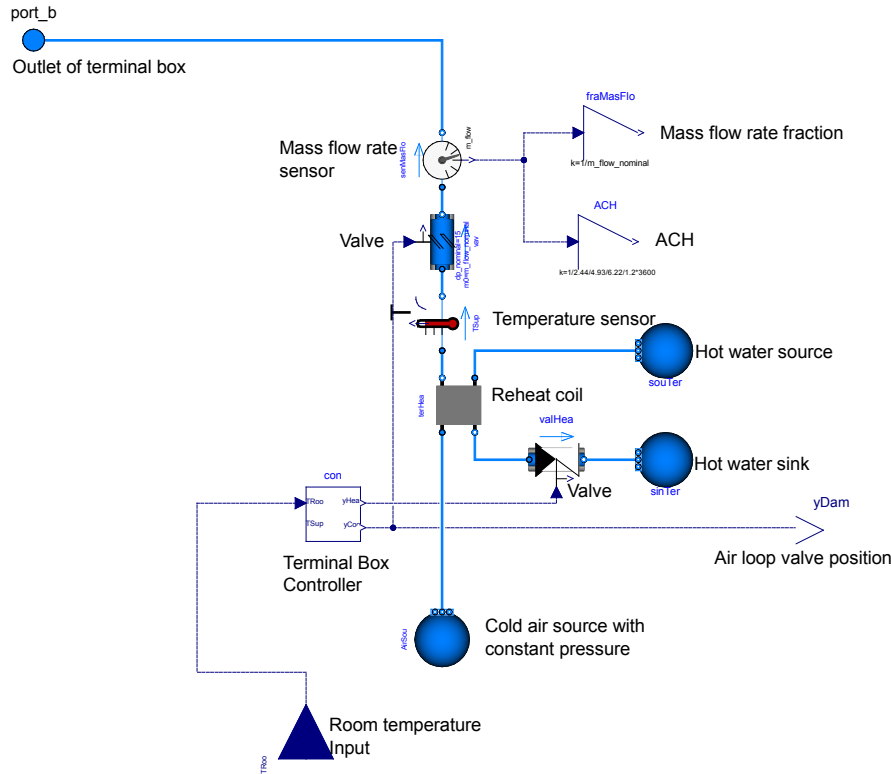 port_b
Outlet of terminal box
fraMasFlo
Mass flow rate fraction
k=1/m_flow_nominal
Mass flow rate
sensor
senMasFlo
m_flow
ACH
ACH
k=1/2.44/4.93/6.22/1.2*3600
Valve
dp_nominal=15
m0=m_flow_nominal
vav
Temperature sensor
TSup
Hot water source
souTer
Reheat coil
terHea
valHea
Hot water sink
sinTer
Valve
con
TRoo
yHea
TSup
yCon
yDam
Air loop valve position
Terminal Box
Controller
Cold air source with
constant pressure
AirSou
Room temperature
Input
TRoo